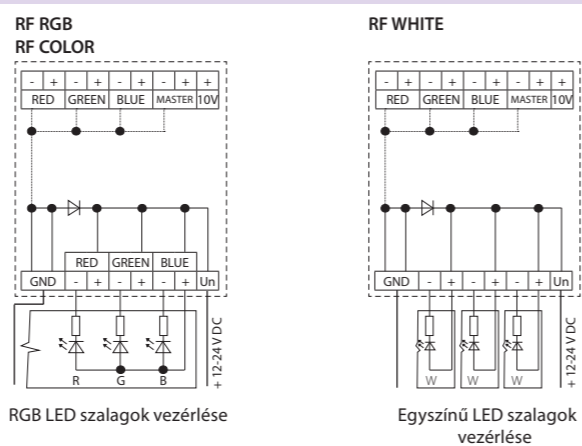 RF RGB
RF COLOR
- + - + - + - + +
RED GREEN BLUE MASTER 10V
RED GREEN BLUE
GND - + - + - + Un
R G B
+ 12-24 V DC
RGB LED szalagok vezérlése
RF WHITE
- + - + - + - + +
RED GREEN BLUE MASTER 10V
GND - + - + - + Un
W W W
+ 12-24 V DC
Egyszínű LED szalagok
vezérlése